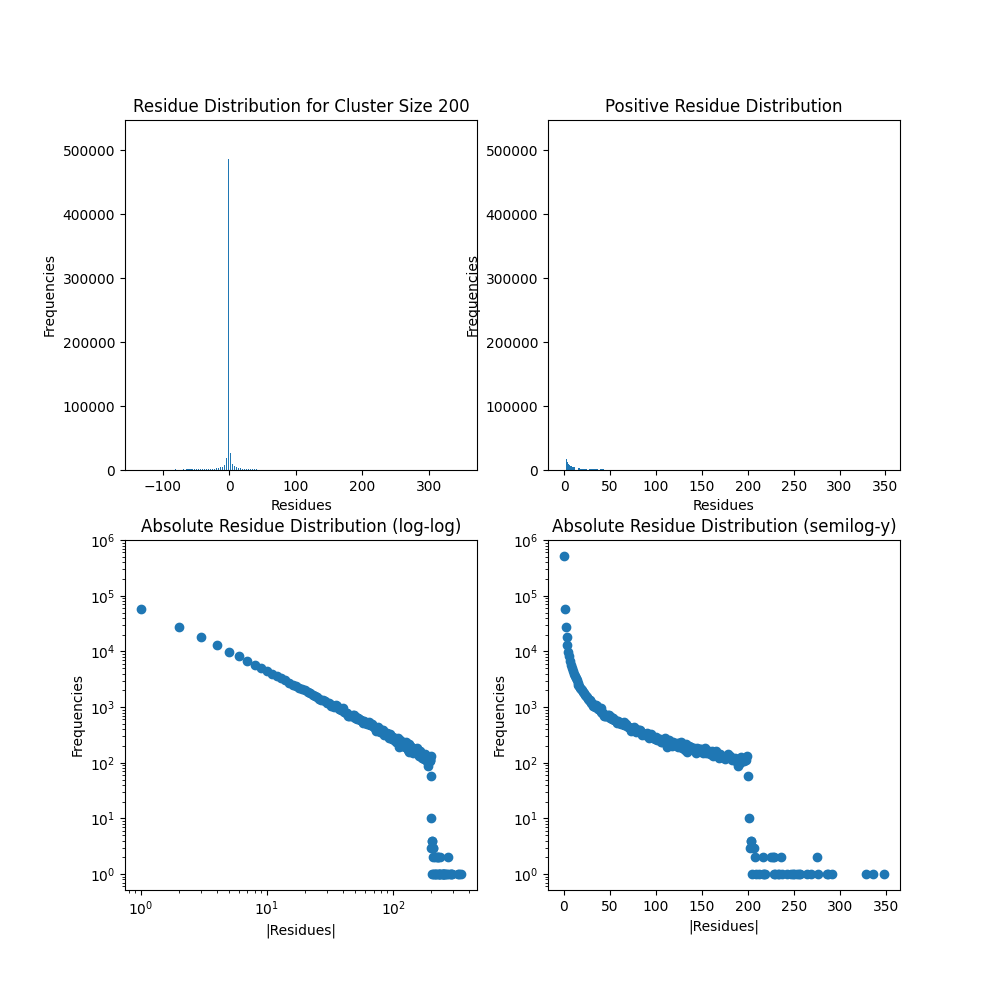 Residue Distribution for Cluster Size 200
500000
400000
300000
200000
100000
0
Frequencies
−100 0 100 200 300
Residues
Positive Residue Distribution
500000
400000
300000
200000
100000
0
Frequencies
0 50 100 150 200 250 300 350
Residues
Absolute Residue Distribution (log-log)
10⁶
10⁵
10⁴
10³
10²
10¹
10⁰
Frequencies
10⁰ 10¹ 10²
|Residues|
Absolute Residue Distribution (semilog-y)
10⁶
10⁵
10⁴
10³
10²
10¹
10⁰
Frequencies
0 50 100 150 200 250 300 350
|Residues|